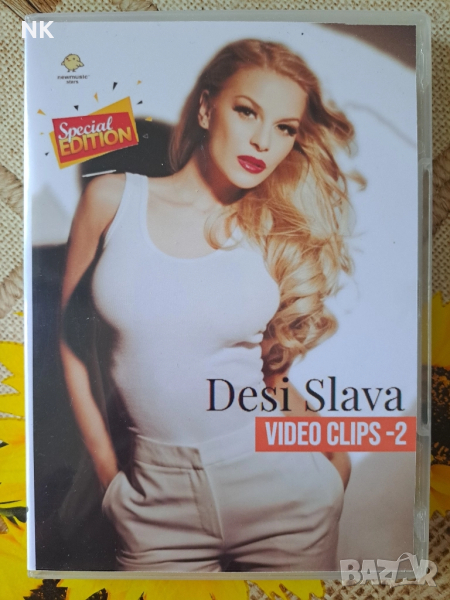 NK
Special
EDITION
Desi Slava
VIDEO CLIPS -2
BAZAR